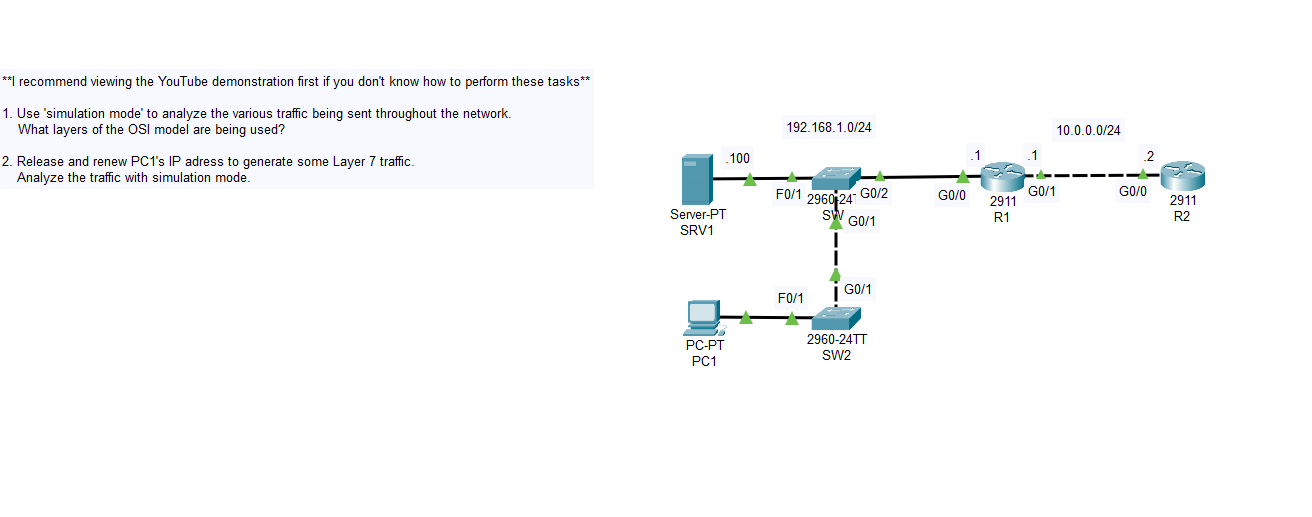 **I recommend viewing the YouTube demonstration first if you don't know how to perform these tasks**
1. Use 'simulation mode' to analyze the various traffic being sent throughout the network.
What layers of the OSI model are being used?
2. Release and renew PC1's IP adress to generate some Layer 7 traffic.
Analyze the traffic with simulation mode.
192.168.1.0/24
10.0.0.0/24
.100
.1
.1
.2
F0/1
2960-24T
G0/2
G0/0
G0/1
G0/0
Server-PT
SRV1
SW
G0/1
2911
R1
2911
R2
G0/1
F0/1
PC-PT
PC1
2960-24TT
SW2